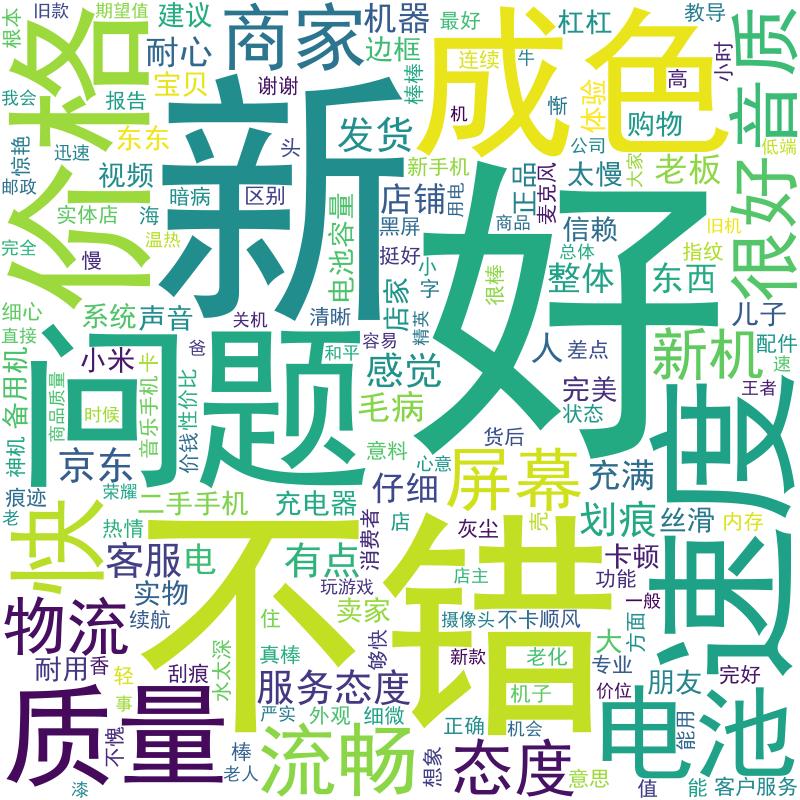 根本
旧款
期望值
建议
商家
机器
最好
杠杠
教导
小时
音质
格
耐心
边框
棒棒
成色
连续
牛
高
我会
宝贝
谢谢
惭
体验
购物
报告
新
机
邮政
惊艳
迅速
东东
头
发货
公司
低端
视频
暗病
区别
店铺
新手机
用电
正品
麦克风
太慢
大家
老板
很好
价
实体店
海
电池容量
黑屏
商品
信赖
旧机
完全
慢
温热
挺好
好
总体
指纹
小
字
很棒
整体
东西
细心
系统
声音
关机
清晰
店家
精英
儿子
直接
备用机
爸
和平
容易
人
差点
新机
配件
问题
小米
卡
感觉
完美
速
神机
商品质量
时候
音乐手机
价钱
性价比
毛病
状态
王者
京东
意料
货后
度
痕迹
荣耀
心意
屏幕
充满
老
二手手机
充电器
仔细
划痕
丝滑
内存
快
热情
消费者
店
灰尘
壳
不错
客服
电
有点
卡顿
店主
功能
速
物流
实物
玩游戏
一般
续航
住
卖家
摄像头
不卡
顺风
大
方面
耐用
香
轻
刮痕
水太深
真棒
够快
新款
老化
专业
完好
服务态度
机子
价位
朋友
质量
事
不愧
严实
外观
细微
正确
机会
电池
能用
棒
流畅
想象
态度
漆
老人
意思
值
能
客户服务